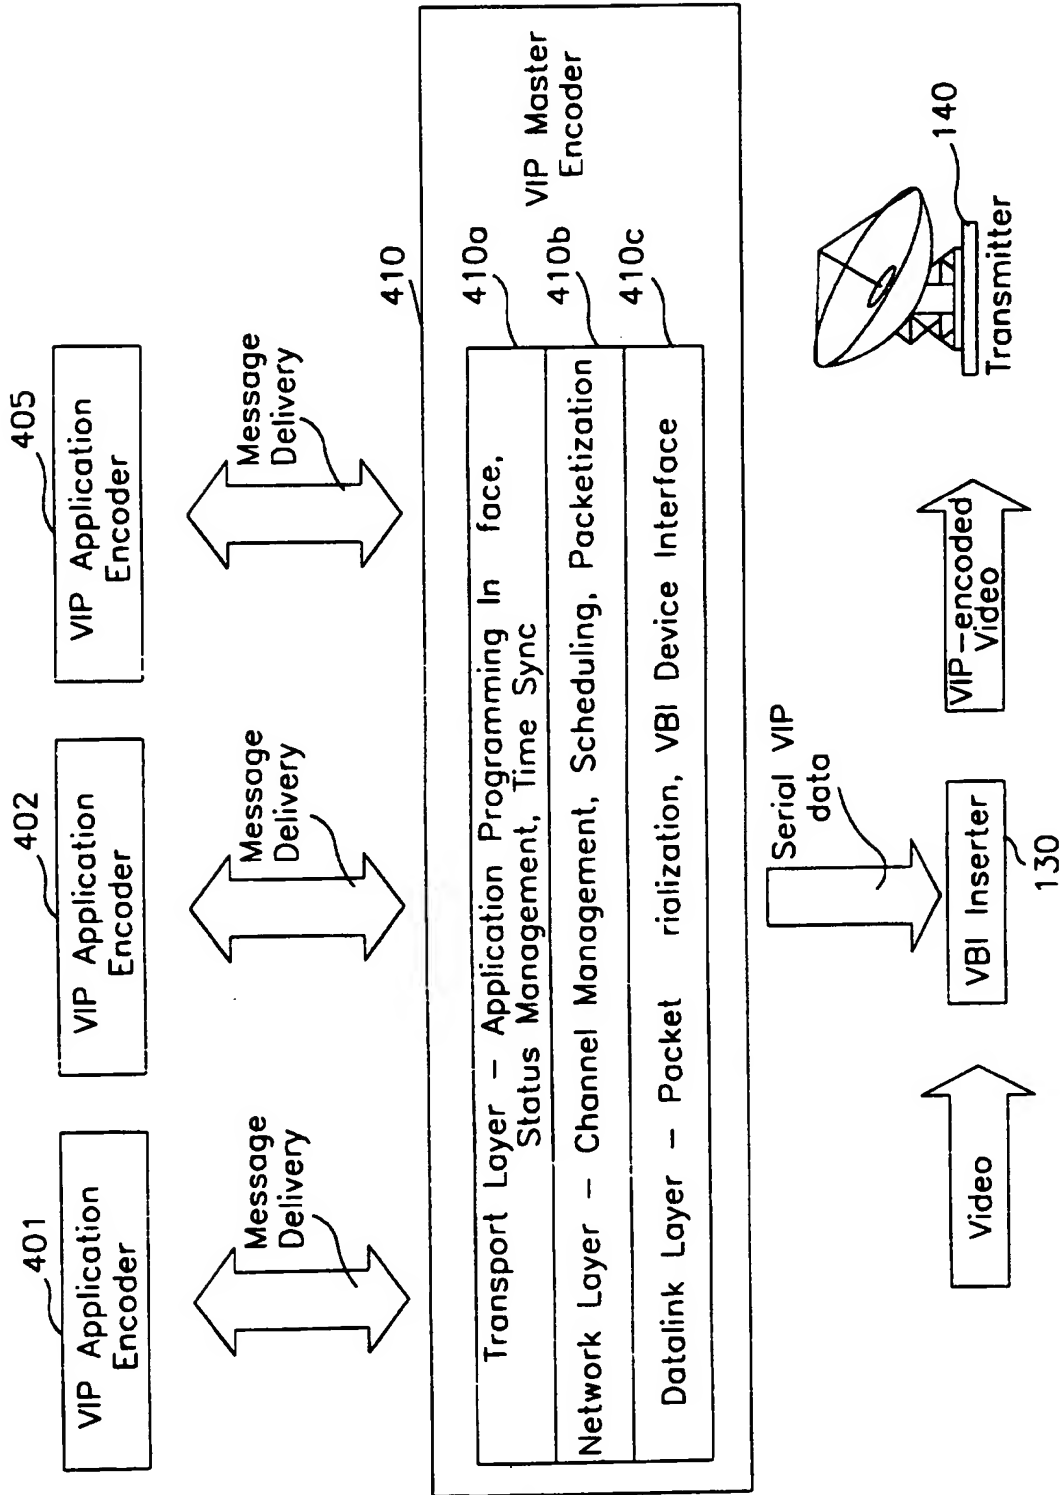 401
402
405
VIP Application
Encoder
VIP Application
Encoder
VIP Application
Encoder
Message
Delivery
Message
Delivery
Message
Delivery
410
Transport Layer – Application Programming In face,
Status Management, Time Sync
410a
Network Layer – Channel Management, Scheduling, Packetization
410b
Datalink Layer – Packet rialization, VBI Device Interface
410c
VIP Master
Encoder
Serial VIP
data
Video
VBI Inserter
130
VIP-encoded
Video
Transmitter
140